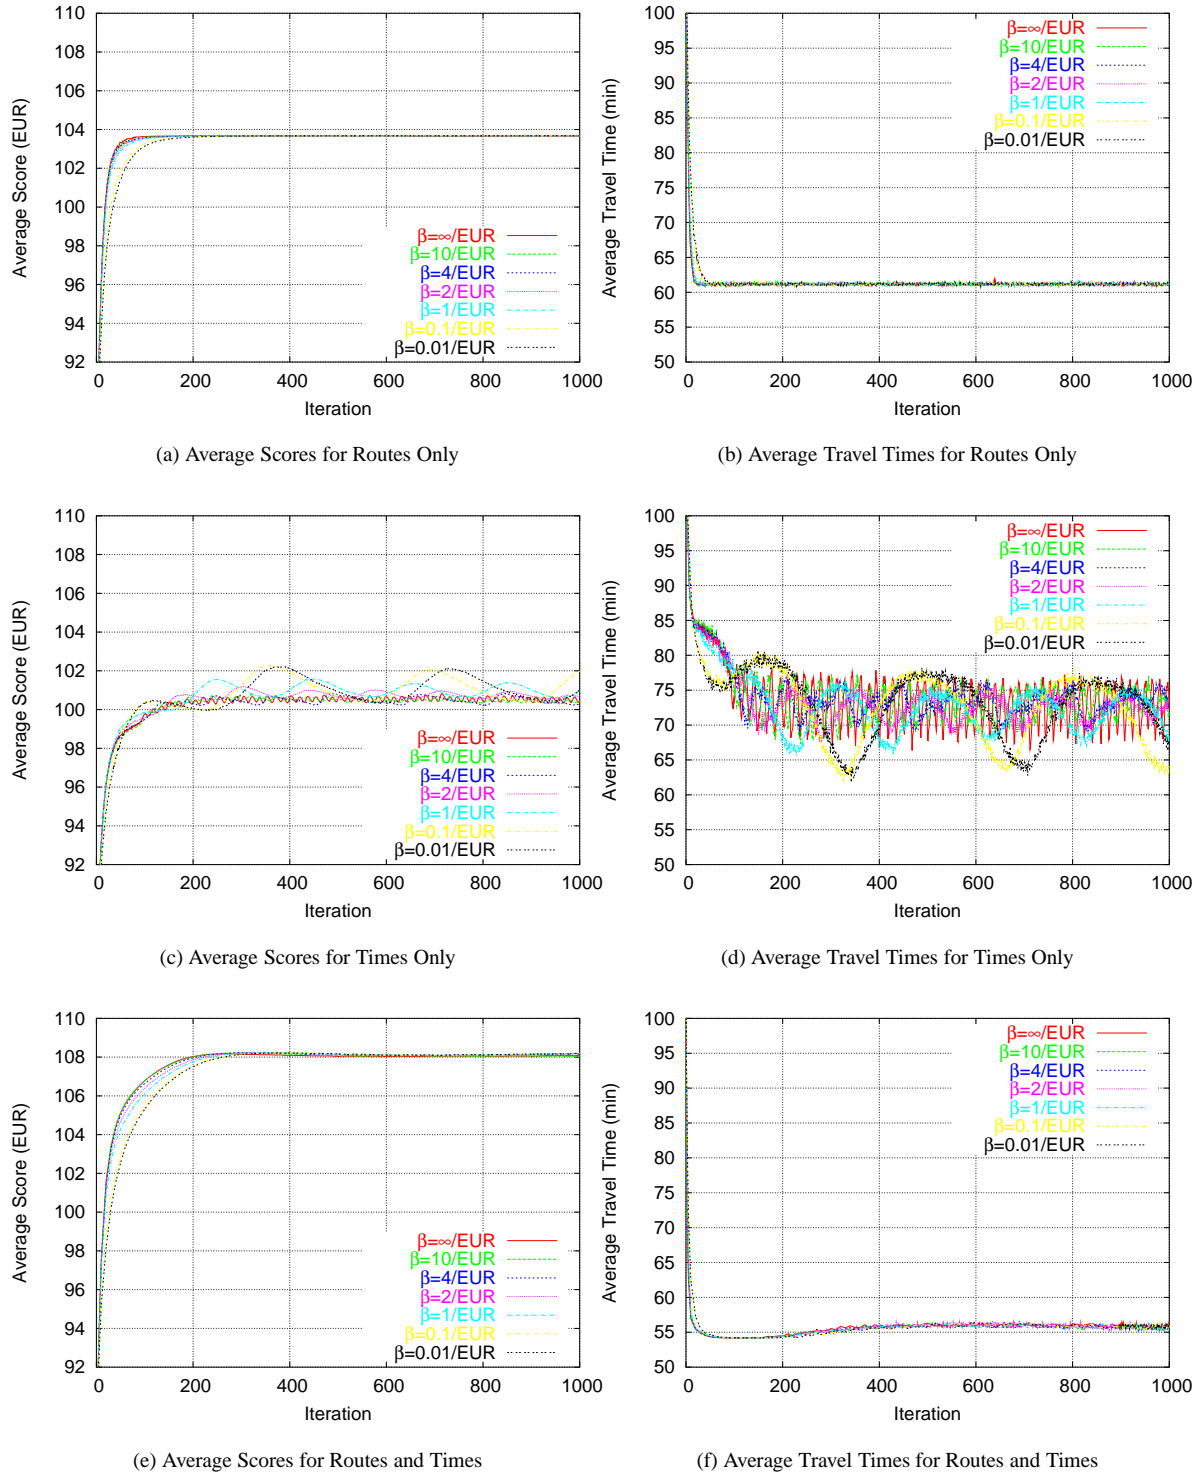 110
108
106
104
102
100
98
96
94
92
Average Score (EUR)
β=∞/EUR
β=10/EUR
β=4/EUR
β=2/EUR
β=1/EUR
β=0.1/EUR
β=0.01/EUR
0 200 400 600 800 1000
Iteration
(a) Average Scores for Routes Only
100
95
90
85
80
75
70
65
60
55
50
Average Travel Time (min)
β=∞/EUR
β=10/EUR
β=4/EUR
β=2/EUR
β=1/EUR
β=0.1/EUR
β=0.01/EUR
0 200 400 600 800 1000
Iteration
(b) Average Travel Times for Routes Only
110
108
106
104
102
100
98
96
94
92
Average Score (EUR)
β=∞/EUR
β=10/EUR
β=4/EUR
β=2/EUR
β=1/EUR
β=0.1/EUR
β=0.01/EUR
0 200 400 600 800 1000
Iteration
(c) Average Scores for Times Only
100
95
90
85
80
75
70
65
60
55
50
Average Travel Time (min)
β=∞/EUR
β=10/EUR
β=4/EUR
β=2/EUR
β=1/EUR
β=0.1/EUR
β=0.01/EUR
0 200 400 600 800 1000
Iteration
(d) Average Travel Times for Times Only
110
108
106
104
102
100
98
96
94
92
Average Score (EUR)
β=∞/EUR
β=10/EUR
β=4/EUR
β=2/EUR
β=1/EUR
β=0.1/EUR
β=0.01/EUR
0 200 400 600 800 1000
Iteration
(e) Average Scores for Routes and Times
100
95
90
85
80
75
70
65
60
55
50
Average Travel Time (min)
β=∞/EUR
β=10/EUR
β=4/EUR
β=2/EUR
β=1/EUR
β=0.1/EUR
β=0.01/EUR
0 200 400 600 800 1000
Iteration
(f) Average Travel Times for Routes and Times